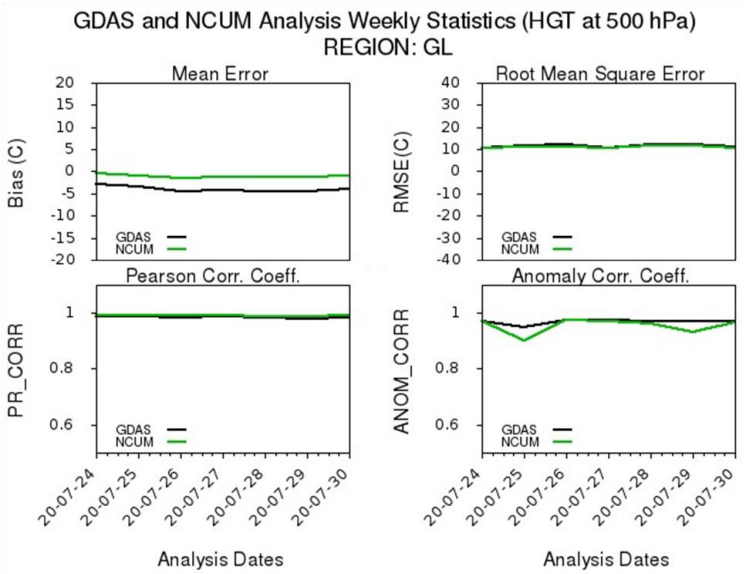 GDAS and NCUM Analysis Weekly Statistics (HGT at 500 hPa)
REGION: GL
Mean Error
Bias (C)
20
15
10
5
0
-5
-10
-15
-20
GDAS
NCUM
Root Mean Square Error
RMSE(C)
40
30
20
10
0
-10
-20
-30
-40
GDAS
NCUM
Pearson Corr. Coeff.
PR_CORR
1
0.8
0.6
GDAS
NCUM
20-07-24
20-07-25
20-07-26
20-07-27
20-07-28
20-07-29
20-07-30
Analysis Dates
Anomaly Corr. Coeff.
ANOM_CORR
1
0.8
0.6
GDAS
NCUM
20-07-24
20-07-25
20-07-26
20-07-27
20-07-28
20-07-29
20-07-30
Analysis Dates